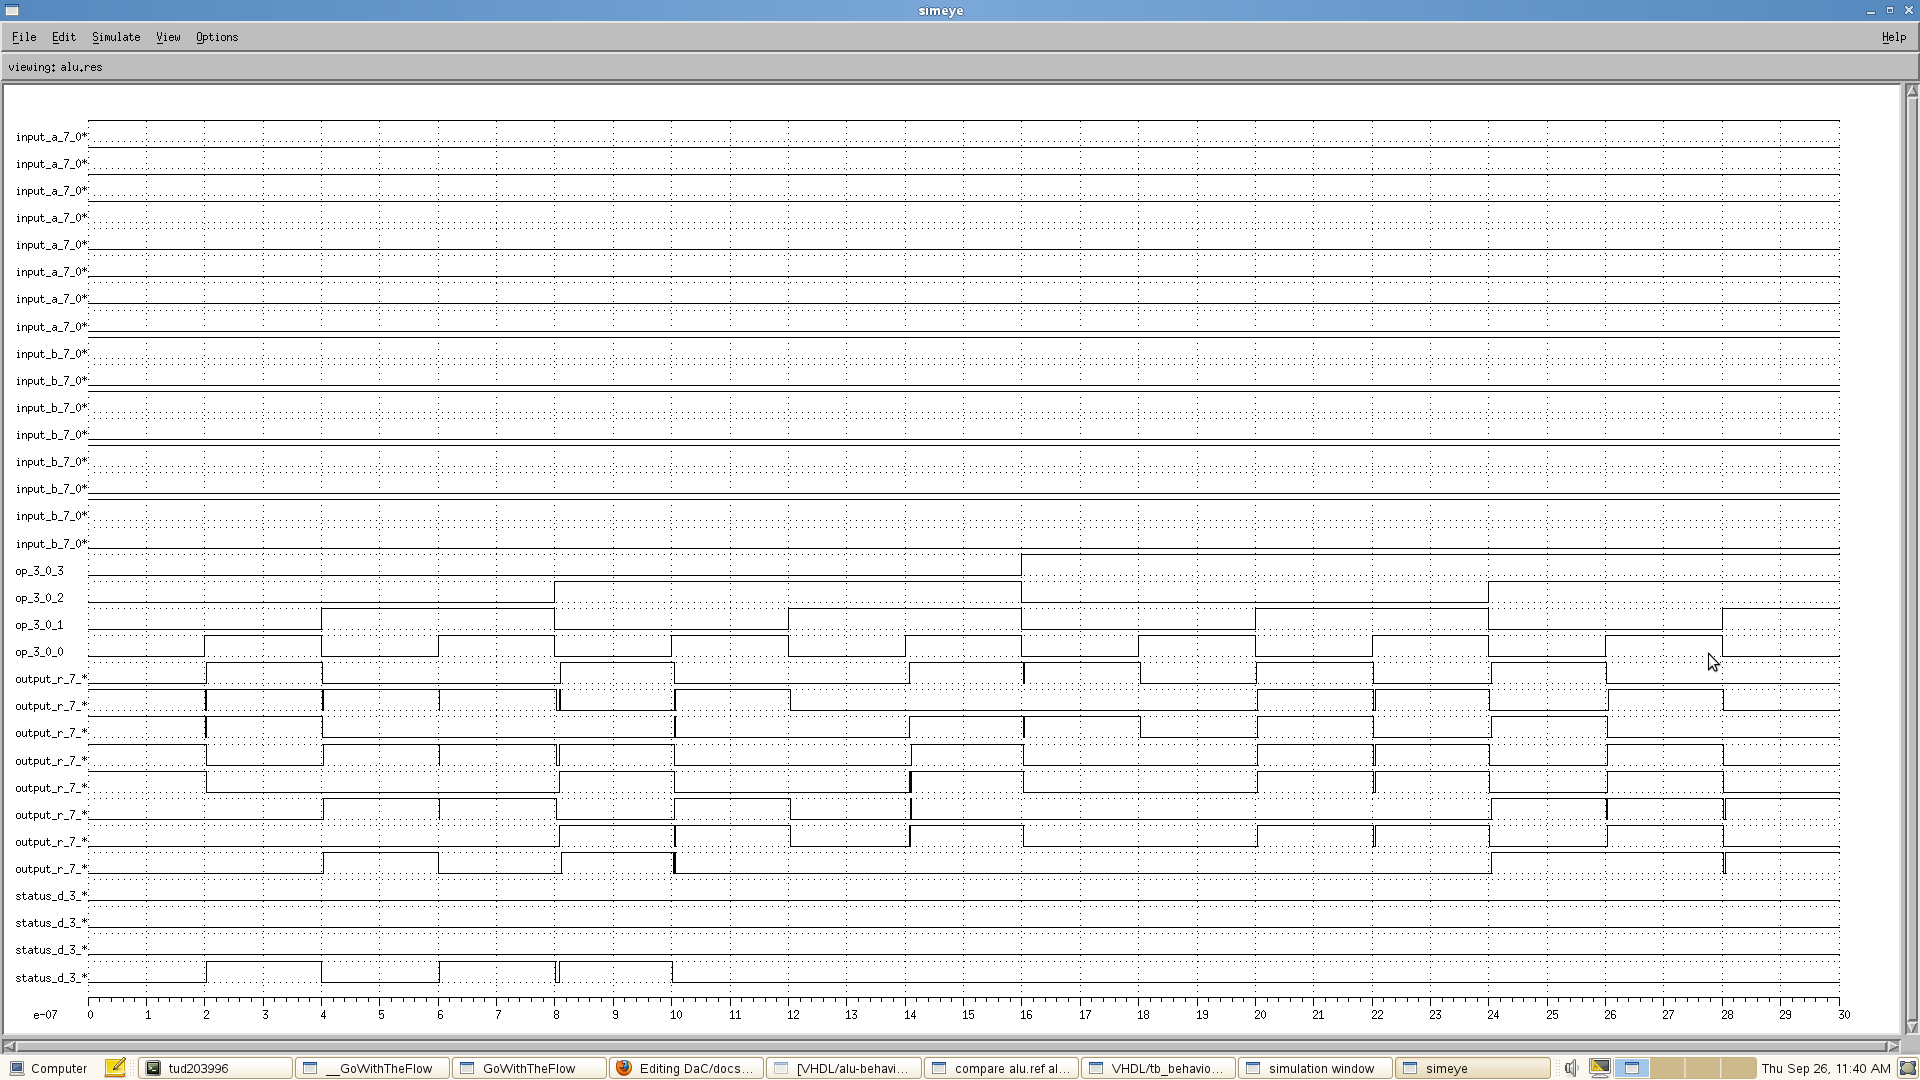 simeye
File Edit Simulate View Options Help
viewing: alu.res
input_a_7_0*
input_a_7_0*
input_a_7_0*
input_a_7_0*
input_a_7_0*
input_a_7_0*
input_a_7_0*
input_a_7_0*
input_b_7_0*
input_b_7_0*
input_b_7_0*
input_b_7_0*
input_b_7_0*
input_b_7_0*
input_b_7_0*
input_b_7_0*
op_3_0_3
op_3_0_2
op_3_0_1
op_3_0_0
output_r_7_*
output_r_7_*
output_r_7_*
output_r_7_*
output_r_7_*
output_r_7_*
output_r_7_*
output_r_7_*
status_d_3_*
status_d_3_*
status_d_3_*
status_d_3_*
e-07 0 1 2 3 4 5 6 7 8 9 10 11 12 13 14 15 16 17 18 19 20 21 22 23 24 25 26 27 28 29 30
Computer tud203996 __GoWithTheFlow GoWithTheFlow Editing DaC/docs... [VHDL/alu-behavi... compare alu.ref al... VHDL/tb_behavio... simulation window simeye Thu Sep 26, 11:40 AM